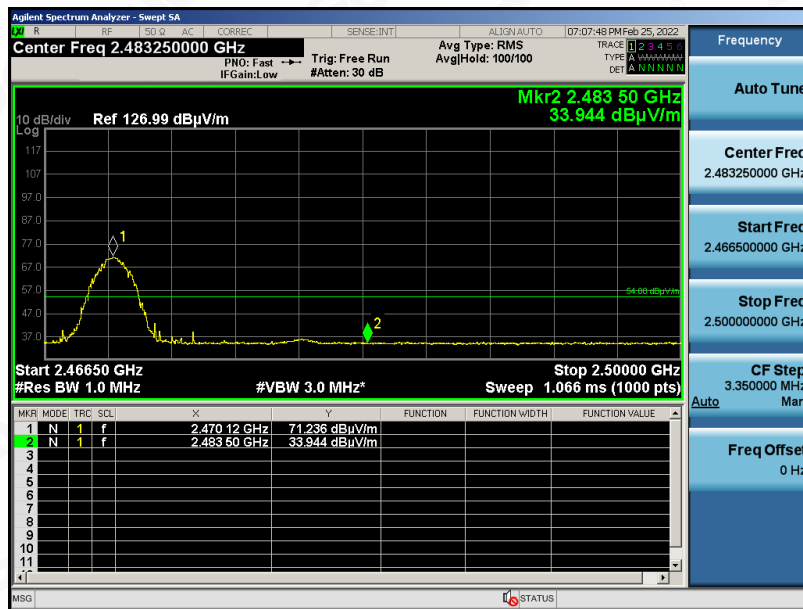 Agilent Spectrum Analyzer - Swept SA
R RF 50 Ω AC CORREC SENSE:INT ALIGN AUTO 07:07:48 PM Feb 25, 2022
Center Freq 2.483250000 GHz
PNO: Fast
IFGain:Low
Trig: Free Run
#Atten: 30 dB
Avg Type: RMS
Avg|Hold: 100/100
TRACE 1 2 3 4 5 6
TYPE A WWWWW
DET A N N N N N
Mkr2 2.483 50 GHz
33.944 dBµV/m
10 dB/div Ref 126.99 dBµV/m
Log
117
107
97.0
87.0
77.0
67.0
57.0
47.0
37.0
1
2
54.00 dBµV/m
Start 2.46650 GHz Stop 2.50000 GHz
#Res BW 1.0 MHz #VBW 3.0 MHz* Sweep 1.066 ms (1000 pts)
MKR MODE TRC SCL X Y FUNCTION FUNCTION WIDTH FUNCTION VALUE
1 N 1 f 2.470 12 GHz 71.236 dBµV/m
2 N 1 f 2.483 50 GHz 33.944 dBµV/m
3
4
5
6
7
8
9
10
11
MSG STATUS
Frequency
Auto Tune
Center Freq
2.483250000 GHz
Start Freq
2.466500000 GHz
Stop Freq
2.500000000 GHz
CF Step
3.350000 MHz
Auto Man
Freq Offset
0 Hz